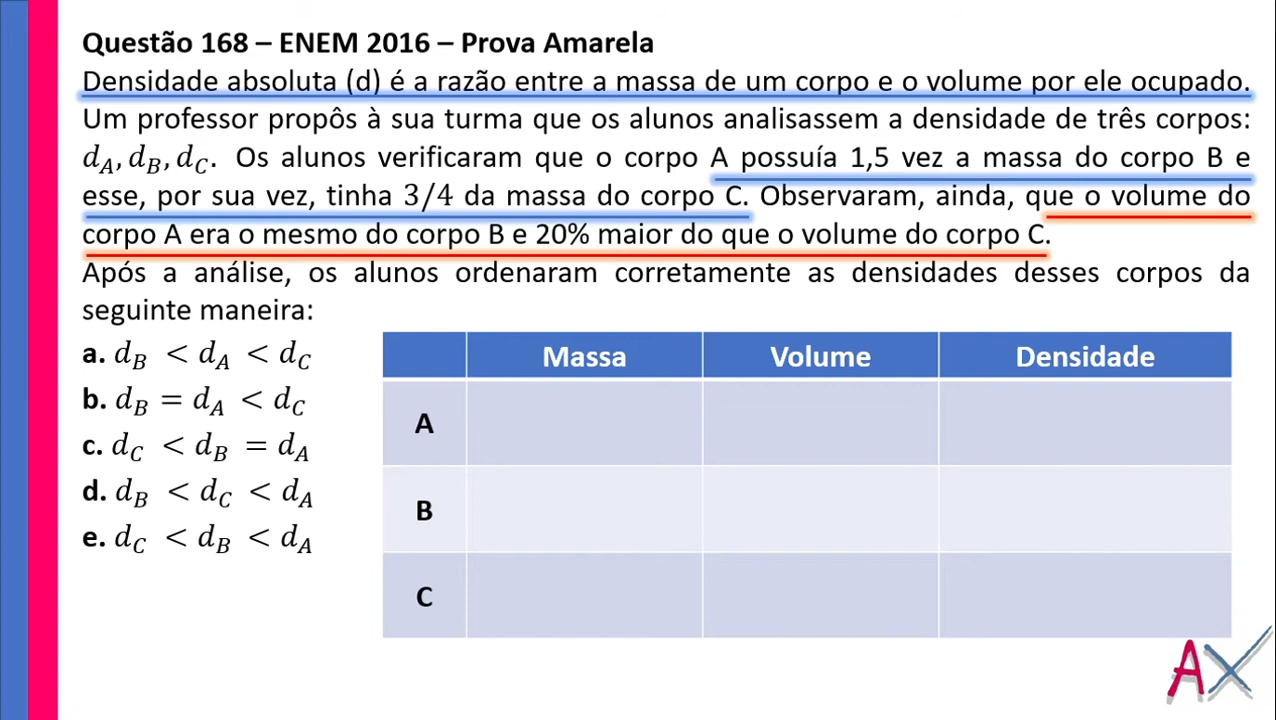 Questão 168 – ENEM 2016 – Prova Amarela
Densidade absoluta (d) é a razão entre a massa de um corpo e o volume por ele ocupado.
Um professor propôs à sua turma que os alunos analisassem a densidade de três corpos:
d_A, d_B, d_C. Os alunos verificaram que o corpo A possuía 1,5 vez a massa do corpo B e
esse, por sua vez, tinha 3/4 da massa do corpo C. Observaram, ainda, que o volume do
corpo A era o mesmo do corpo B e 20% maior do que o volume do corpo C.
Após a análise, os alunos ordenaram corretamente as densidades desses corpos da
seguinte maneira:
a. d_B < d_A < d_C
b. d_B = d_A < d_C
c. d_C < d_B = d_A
d. d_B < d_C < d_A
e. d_C < d_B < d_A
Massa Volume Densidade
A
B
C
AX